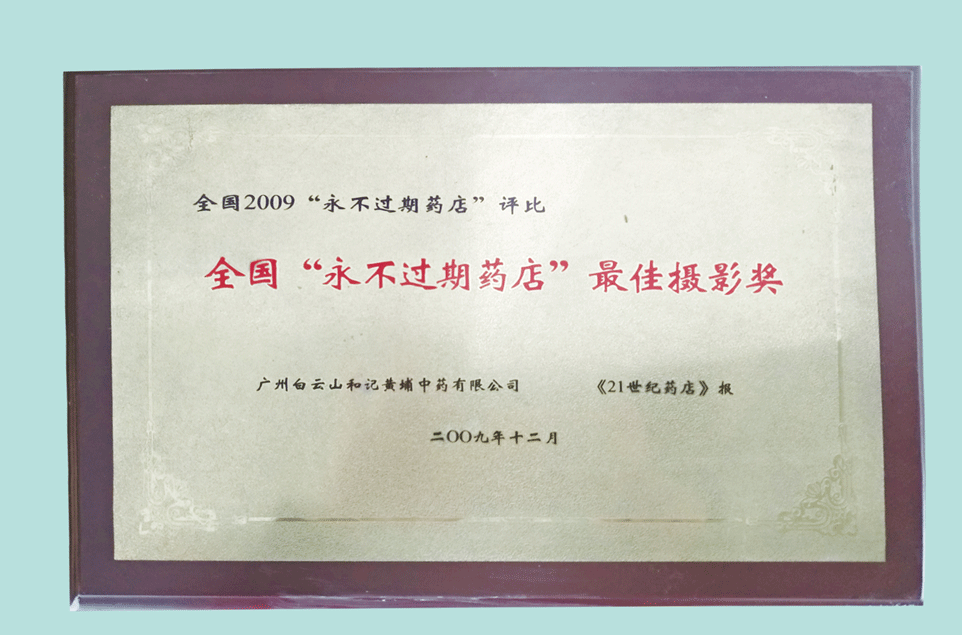 全国2009“永不过期药店”评比
全国“永不过期药店”最佳摄影奖
广州白云山和记黄埔中药有限公司 《21世纪药店》报
二〇〇九年十二月